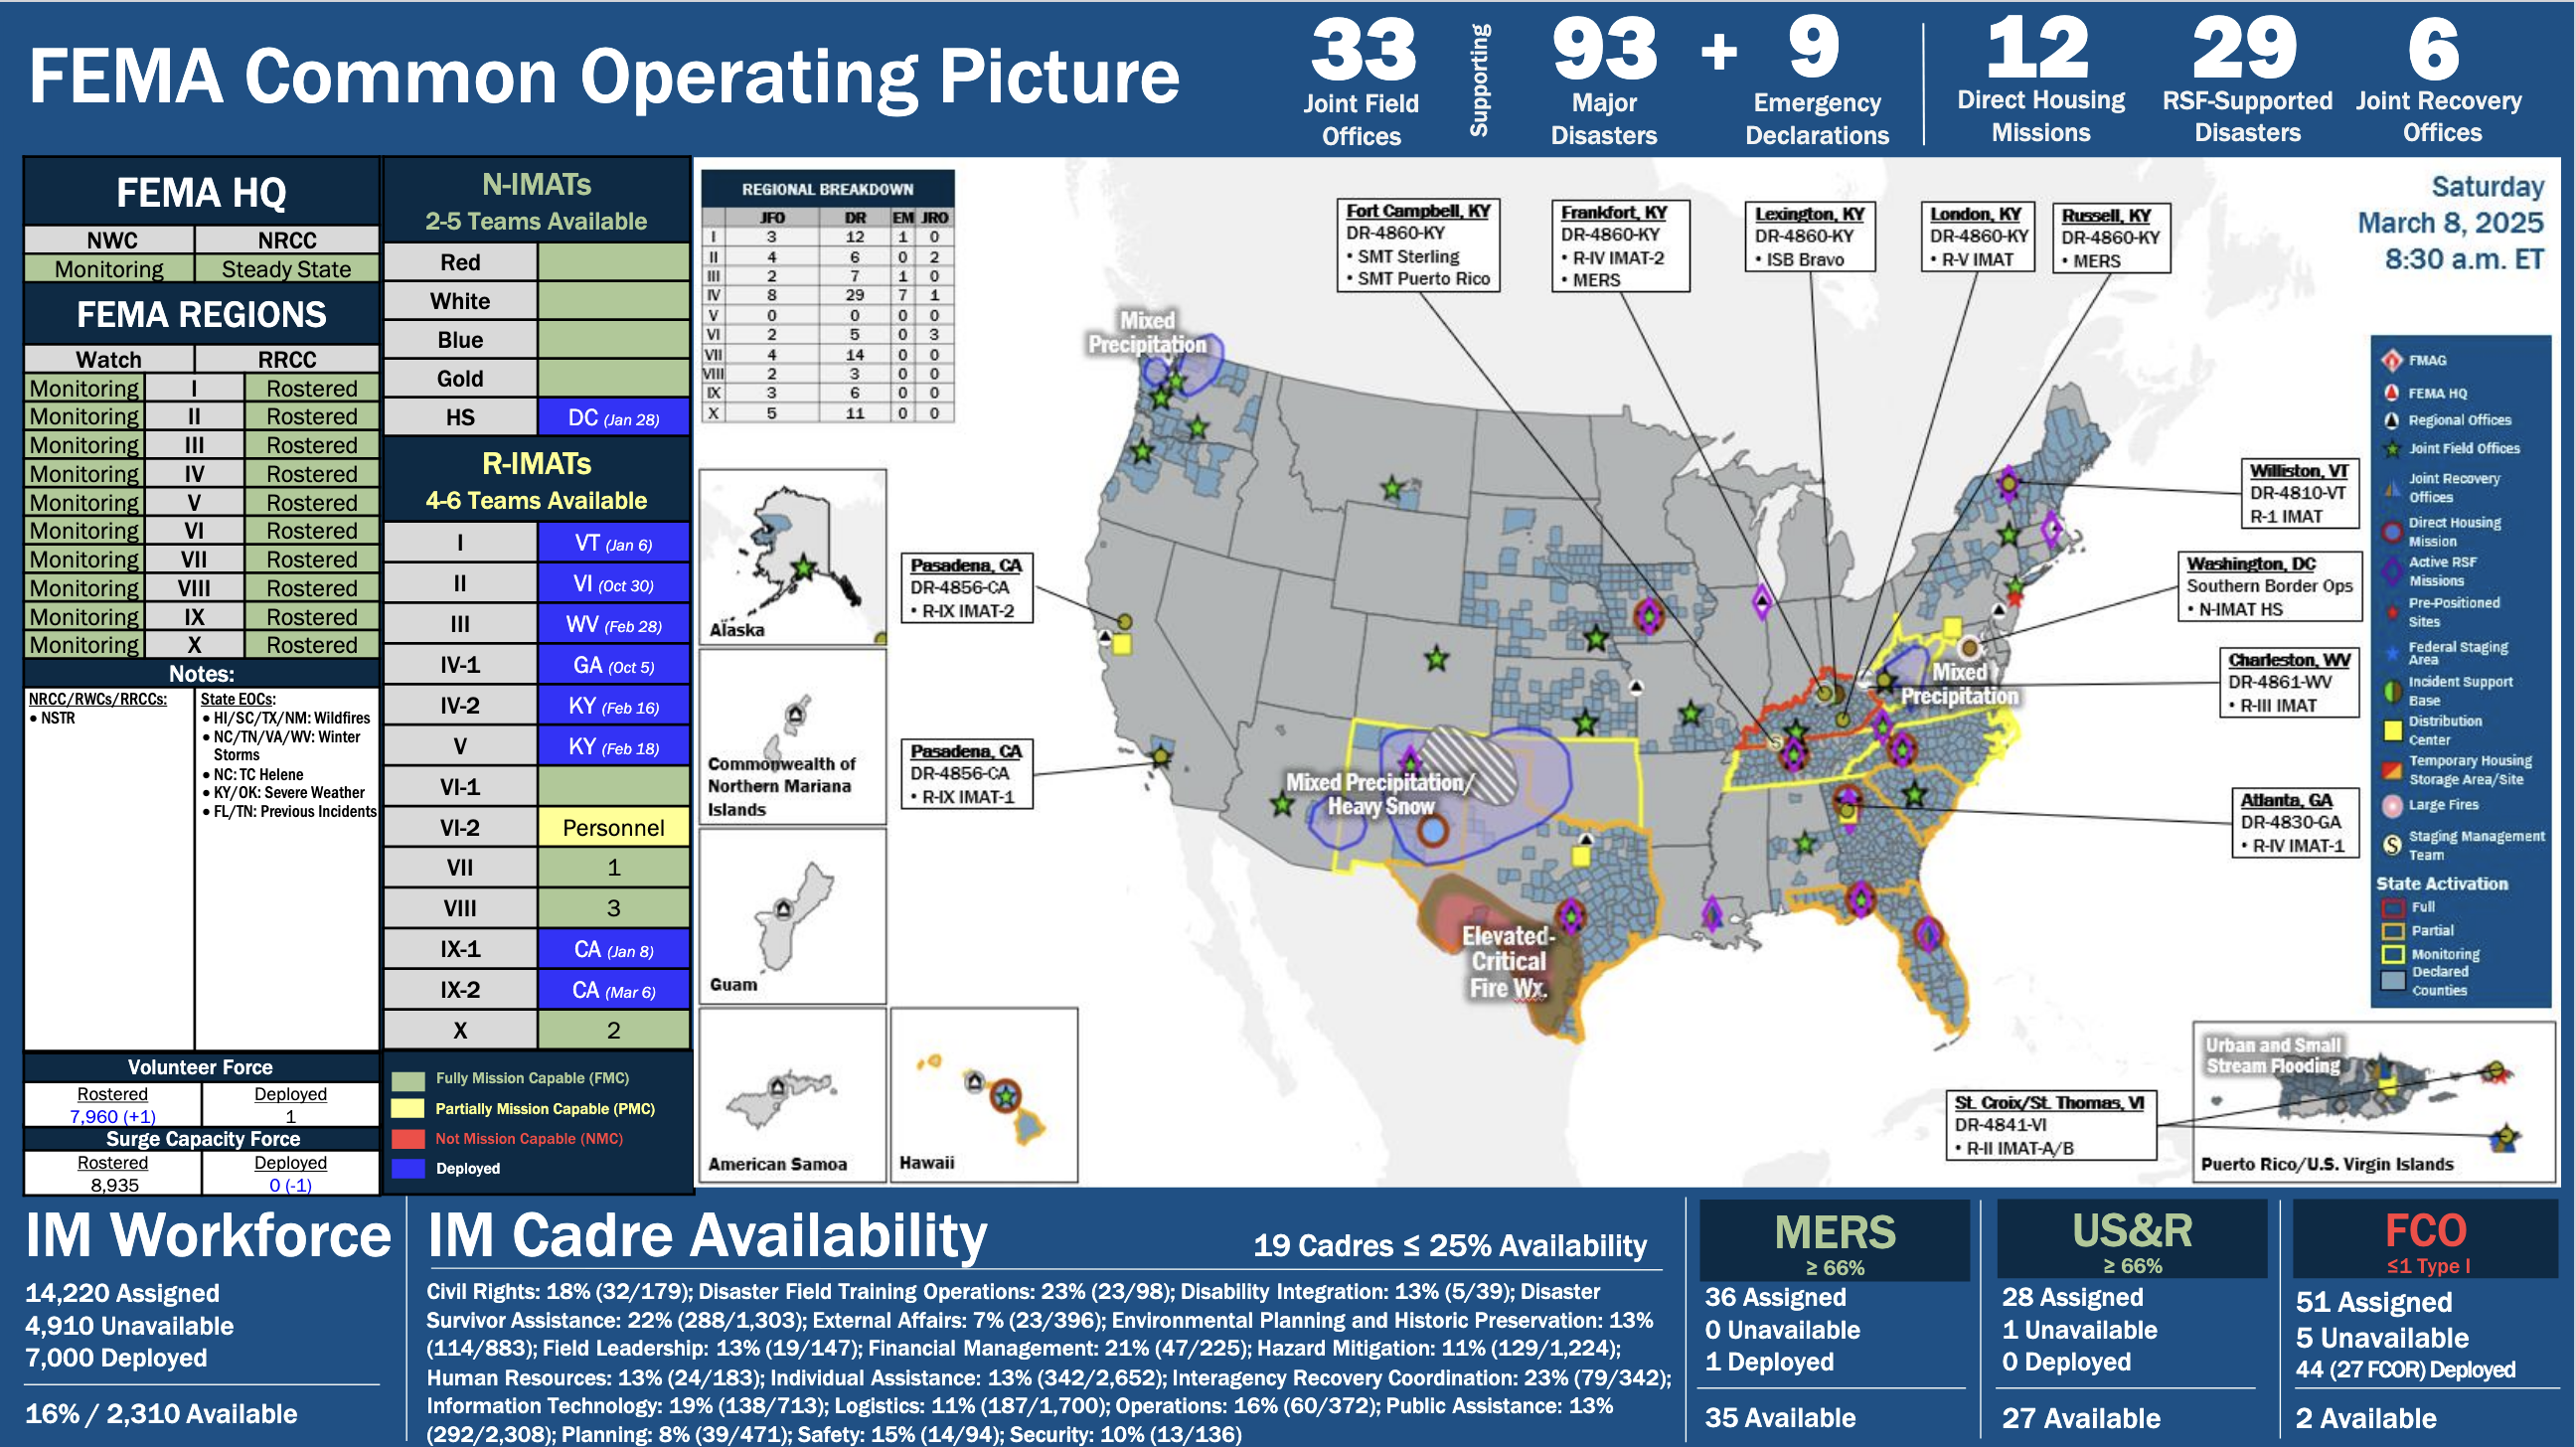 FEMA Common Operating Picture
33
Joint Field
Offices
Supporting
93
Major
Disasters
+
9
Emergency
Declarations
12
Direct Housing
Missions
29
RSF-Supported
Disasters
6
Joint Recovery
Offices
FEMA HQ
NWC NRCC
Monitoring Steady State
FEMA REGIONS
Watch RRCC
Monitoring I Rostered
Monitoring II Rostered
Monitoring III Rostered
Monitoring IV Rostered
Monitoring V Rostered
Monitoring VI Rostered
Monitoring VII Rostered
Monitoring VIII Rostered
Monitoring IX Rostered
Monitoring X Rostered
Notes:
NRCC/RWCs/RRCCs:
• NSTR
State EOCs:
• HI/SC/TX/NM: Wildfires
• NC/TN/VA/WV: Winter
Storms
• NC: TC Helene
• KY/OK: Severe Weather
• FL/TN: Previous Incidents
Volunteer Force
Rostered Deployed
7,960 (+1) 1
Surge Capacity Force
Rostered Deployed
8,935 0 (-1)
N-IMATs
2-5 Teams Available
Red
White
Blue
Gold
HS DC (Jan 28)
R-IMATs
4-6 Teams Available
I VT (Jan 6)
II VI (Oct 30)
III WV (Feb 28)
IV-1 GA (Oct 5)
IV-2 KY (Feb 16)
V KY (Feb 18)
VI-1
VI-2 Personnel
VII 1
VIII 3
IX-1 CA (Jan 8)
IX-2 CA (Mar 6)
X 2
Fully Mission Capable (FMC)
Partially Mission Capable (PMC)
Not Mission Capable (NMC)
Deployed
REGIONAL BREAKDOWN
JFO DR EM JRO
I 3 12 1 0
II 4 6 0 2
III 2 7 1 0
IV 8 29 7 1
V 0 0 0 0
VI 2 5 0 3
VII 4 14 0 0
VIII 2 3 0 0
IX 3 6 0 0
X 5 11 0 0
Saturday
March 8, 2025
8:30 a.m. ET
Fort Campbell, KY
DR-4860-KY
• SMT Sterling
• SMT Puerto Rico
Frankfort, KY
DR-4860-KY
• R-IV IMAT-2
• MERS
Lexington, KY
DR-4860-KY
• ISB Bravo
London, KY
DR-4860-KY
• R-V IMAT
Russell, KY
DR-4860-KY
• MERS
Mixed
Precipitation
Williston, VT
DR-4810-VT
R-1 IMAT
Washington, DC
Southern Border Ops
• N-IMAT HS
Charleston, WV
DR-4861-WV
• R-III IMAT
Atlanta, GA
DR-4830-GA
• R-IV IMAT-1
Pasadena, CA
DR-4856-CA
• R-IX IMAT-2
Pasadena, CA
DR-4856-CA
• R-IX IMAT-1
Mixed
Precipitation
S
S
Mixed Precipitation/
Heavy Snow
Elevated-
Critical
Fire Wx.
Alaska
Commonwealth of
Northern Mariana
Islands
Guam
American Samoa
Hawaii
St. Croix/St. Thomas, VI
DR-4841-VI
• R-II IMAT-A/B
Urban and Small
Stream Flooding
Puerto Rico/U.S. Virgin Islands
FMAG
FEMA HQ
Regional Offices
Joint Field Offices
Joint Recovery
Offices
Direct Housing
Mission
Active RSF
Missions
Pre-Positioned
Sites
Federal Staging
Area
Incident Support
Base
Distribution
Center
Temporary Housing
Storage Area/Site
Large Fires
S
Staging Management
Team
State Activation
Full
Partial
Monitoring
Declared
Counties
IM Workforce
14,220 Assigned
4,910 Unavailable
7,000 Deployed
16% / 2,310 Available
IM Cadre Availability
19 Cadres ≤ 25% Availability
Civil Rights: 18% (32/179); Disaster Field Training Operations: 23% (23/98); Disability Integration: 13% (5/39); Disaster
Survivor Assistance: 22% (288/1,303); External Affairs: 7% (23/396); Environmental Planning and Historic Preservation: 13%
(114/883); Field Leadership: 13% (19/147); Financial Management: 21% (47/225); Hazard Mitigation: 11% (129/1,224);
Human Resources: 13% (24/183); Individual Assistance: 13% (342/2,652); Interagency Recovery Coordination: 23% (79/342);
Information Technology: 19% (138/713); Logistics: 11% (187/1,700); Operations: 16% (60/372); Public Assistance: 13%
(292/2,308); Planning: 8% (39/471); Safety: 15% (14/94); Security: 10% (13/136)
MERS
≥ 66%
36 Assigned
0 Unavailable
1 Deployed
35 Available
US&R
≥ 66%
28 Assigned
1 Unavailable
0 Deployed
27 Available
FCO
≤1 Type I
51 Assigned
5 Unavailable
44 (27 FCOR) Deployed
2 Available